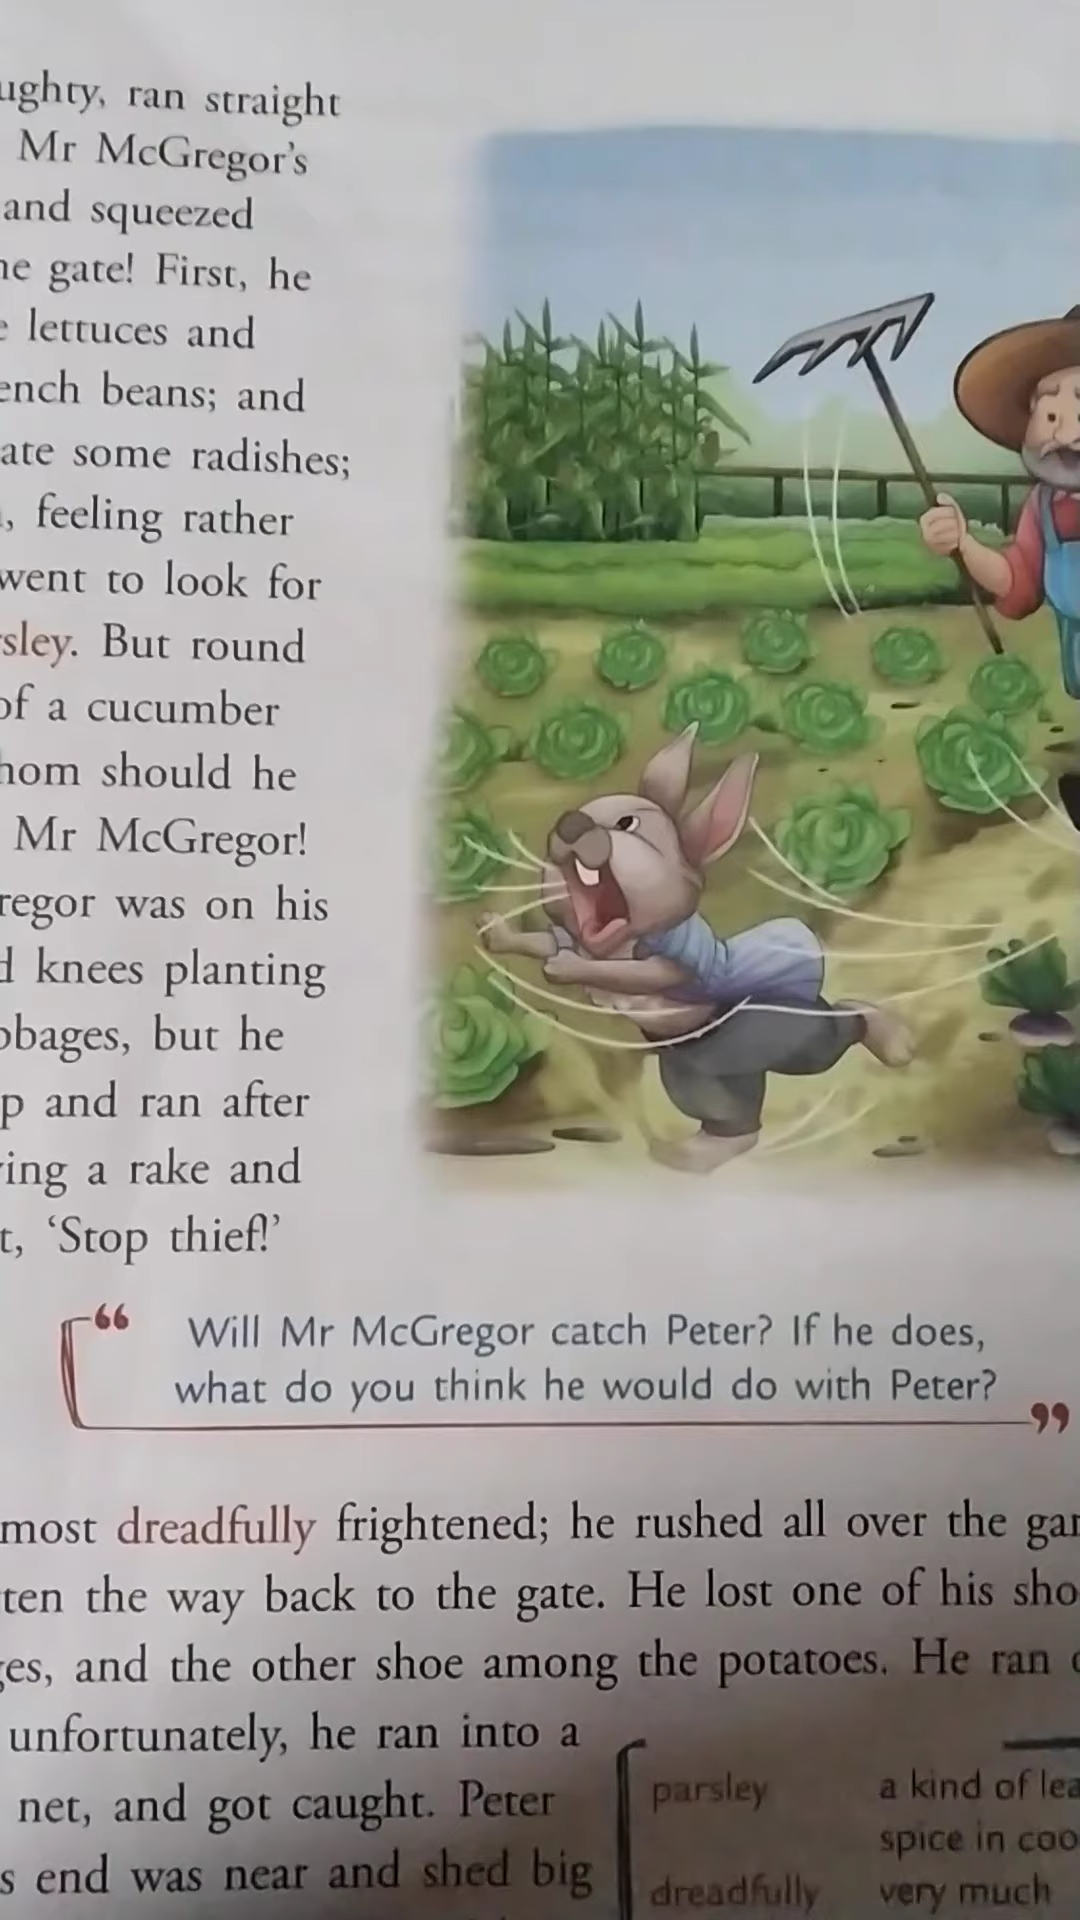 ughty, ran straight
Mr McGregor's
and squeezed
he gate! First, he
e lettuces and
ench beans; and
ate some radishes;
, feeling rather
went to look for
sley. But round
of a cucumber
hom should he
Mr McGregor!
regor was on his
d knees planting
bbages, but he
p and ran after
ing a rake and
t, ‘Stop thief!’
“ Will Mr McGregor catch Peter? If he does,
what do you think he would do with Peter? ”
most dreadfully frightened; he rushed all over the gar
ten the way back to the gate. He lost one of his sho
ges, and the other shoe among the potatoes. He ran
unfortunately, he ran into a
net, and got caught. Peter
s end was near and shed big
parsley a kind of lea
spice in coo
dreadfully very much